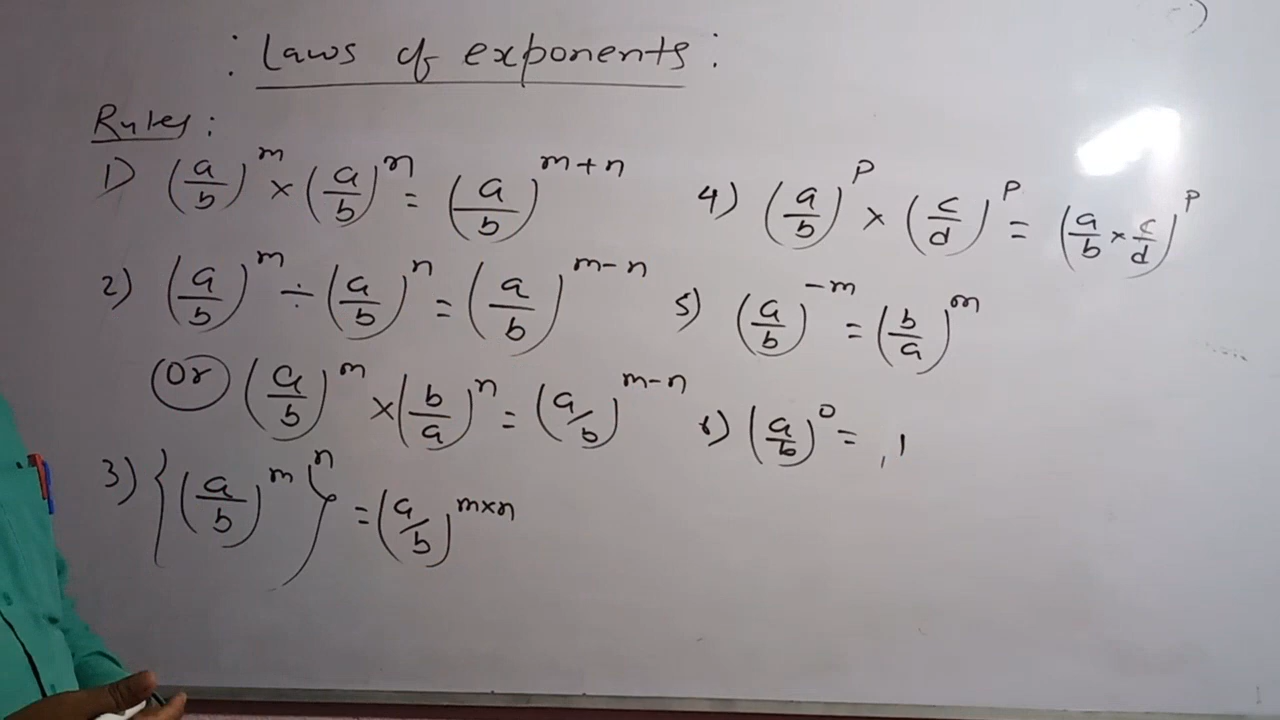 : Laws of exponents :
Rules :
1) (a/b)^m × (a/b)^n = (a/b)^(m+n)
2) (a/b)^m ÷ (a/b)^n = (a/b)^(m-n)
Or (a/b)^m × (b/a)^n = (a/b)^(m-n)
3) {(a/b)^m}^n = (a/b)^(m×n)
4) (a/b)^P × (c/d)^P = (a/b × c/d)^P
5) (a/b)^-m = (b/a)^m
6) (a/b)^0 = 1